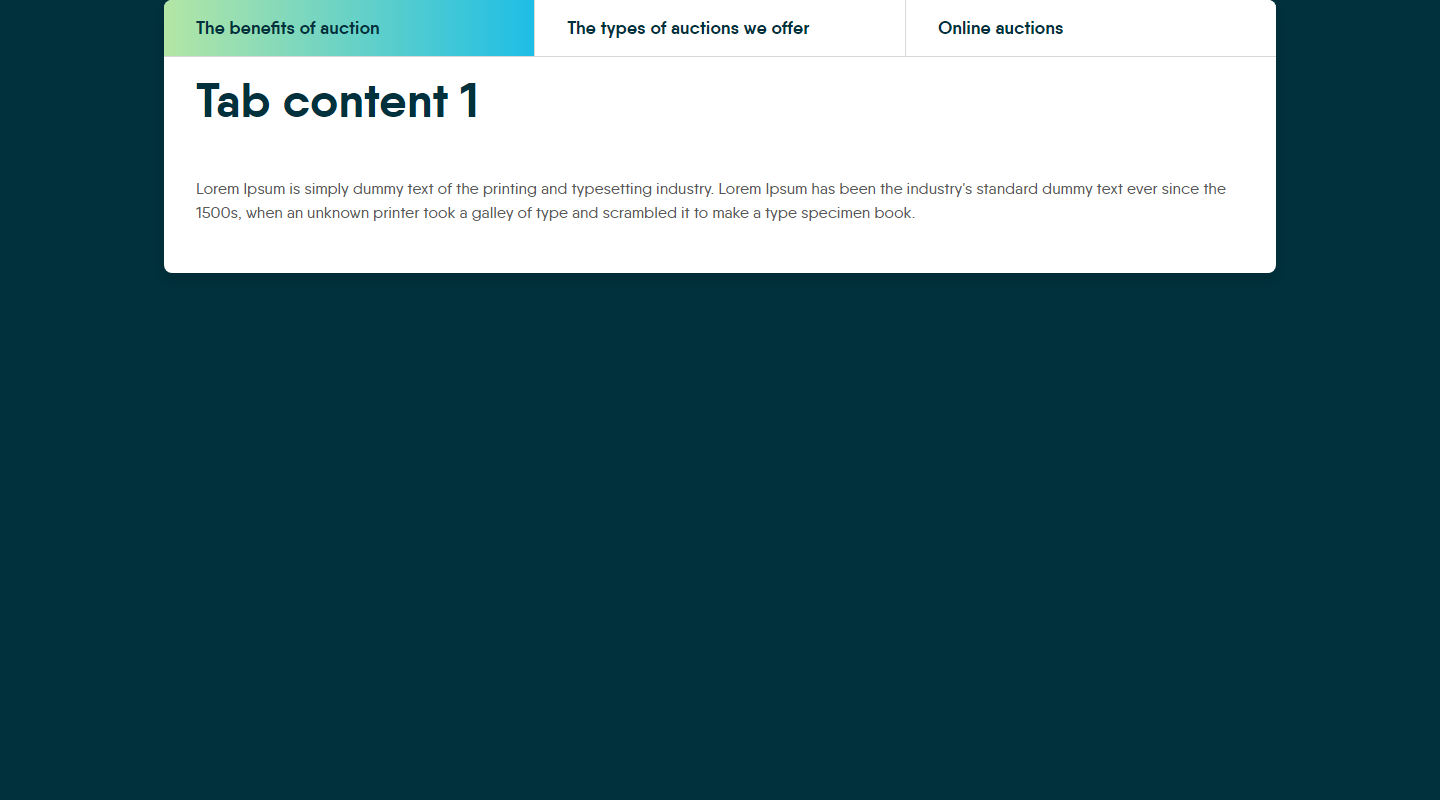 The benefits of auction
The types of auctions we offer
Online auctions
Tab content 1
Lorem Ipsum is simply dummy text of the printing and typesetting industry. Lorem Ipsum has been the industry's standard dummy text ever since the
1500s, when an unknown printer took a galley of type and scrambled it to make a type specimen book.